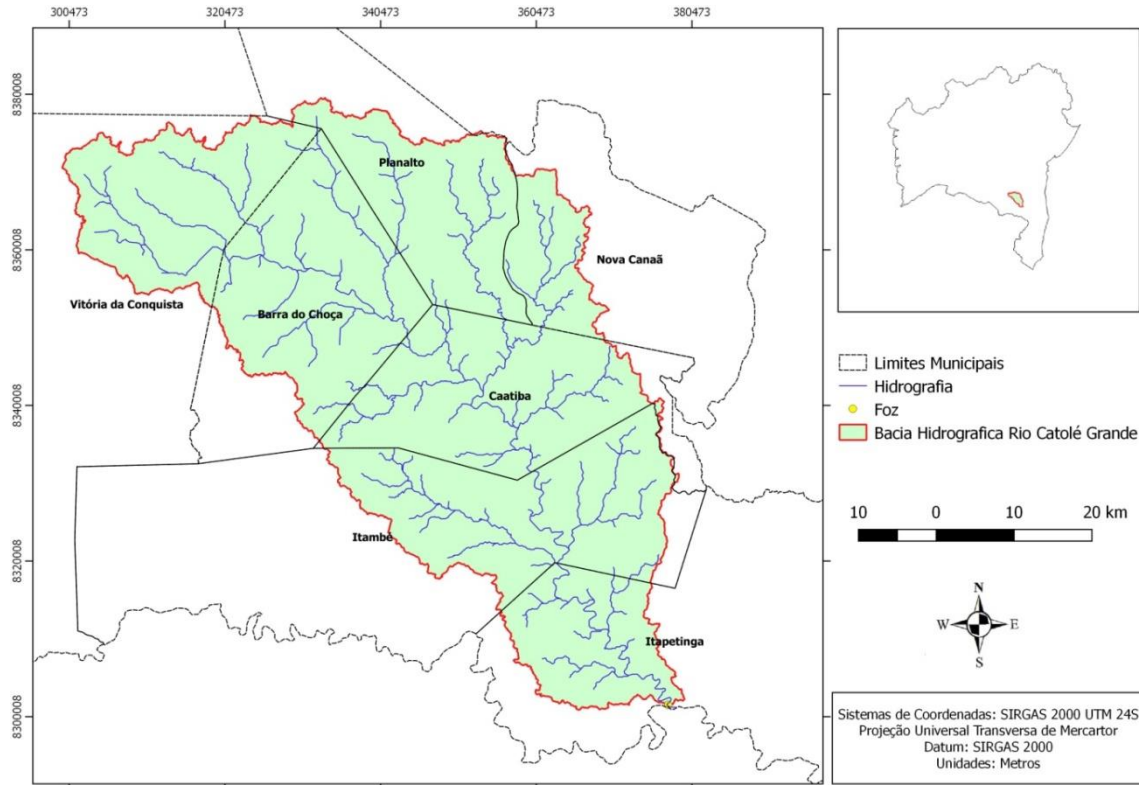 300473 320473 340473 360473 380473
8380008
8360008
8340008
8320008
8300008
Planalto
Nova Canaã
Vitória da Conquista
Barra do Choça
Caatiba
Itambé
Itapetinga
Limites Municipais
Hidrografia
Foz
Bacia Hidrografica Rio Catolé Grande
10 0 10 20 km
N
W E
S
Sistemas de Coordenadas: SIRGAS 2000 UTM 24S
Projeção Universal Transversa de Mercartor
Datum: SIRGAS 2000
Unidades: Metros